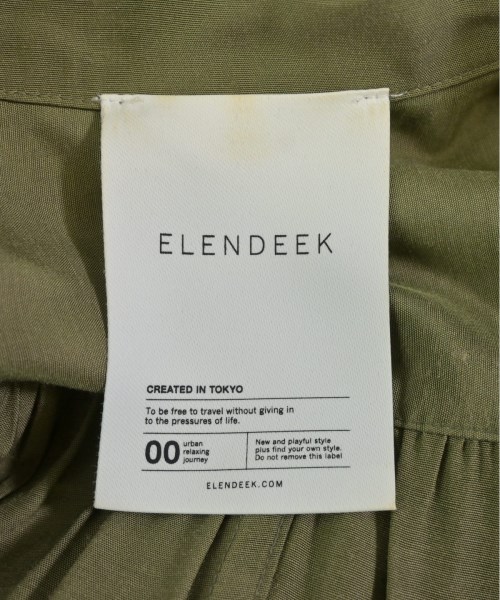 ELENDEEK
CREATED IN TOKYO
To be free to travel without giving in
to the pressures of life.
00
urban
relaxing
journey
New and playful style
plus find your own style.
Do not remove this label
ELENDEEK.COM